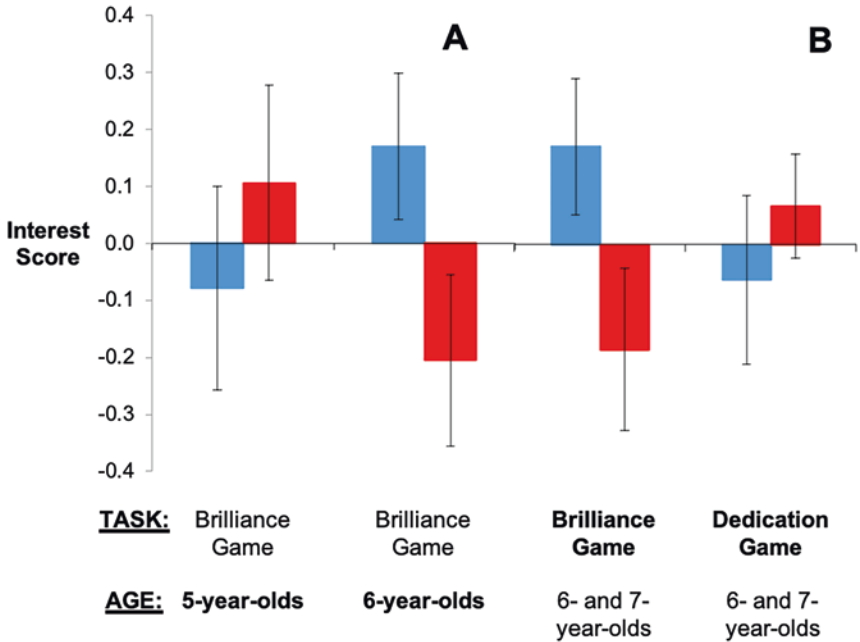 0.4
A
B
0.3
0.2
0.1
Interest
Score
0.0
-0.1
-0.2
-0.3
-0.4
TASK: Brilliance Game
Brilliance Game
Brilliance Game
Dedication Game
AGE: 5-year-olds
6-year-olds
6- and 7-
year-olds
6- and 7-
year-olds